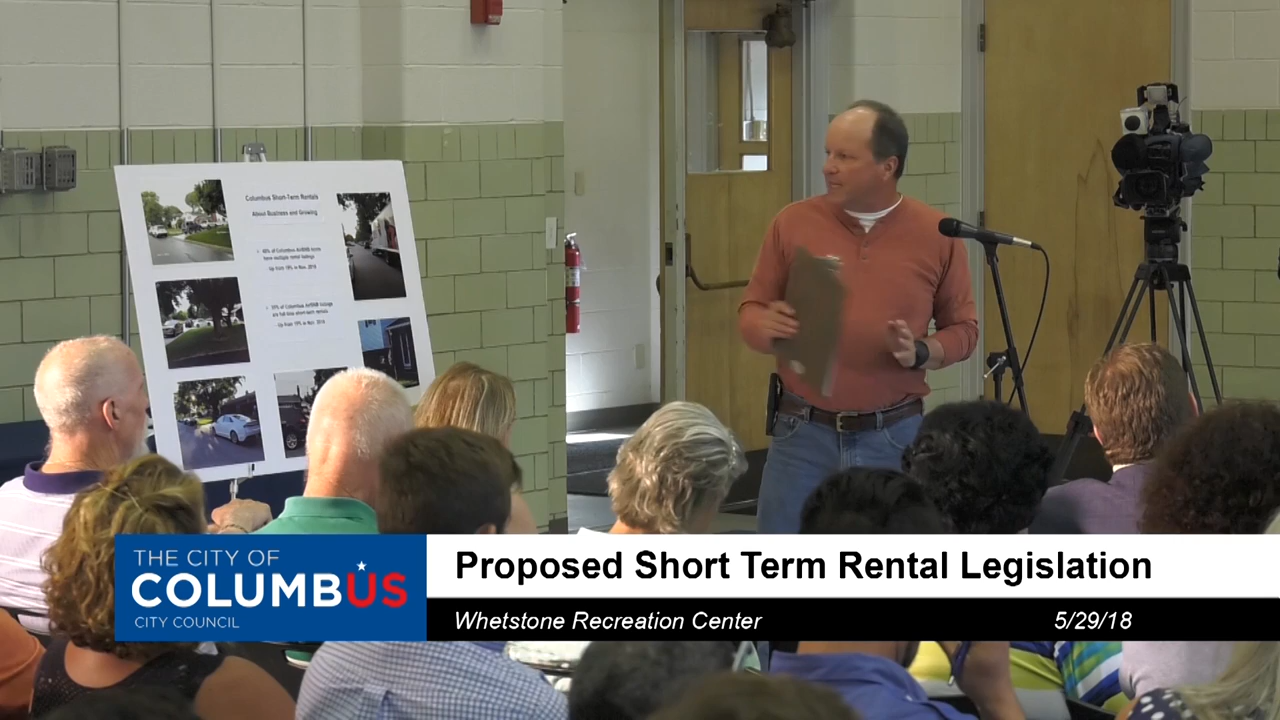 Columbus Short-Term Rentals
About Business and Growing
THE CITY OF
COLUMBUS
CITY COUNCIL
Proposed Short Term Rental Legislation
Whetstone Recreation Center
5/29/18